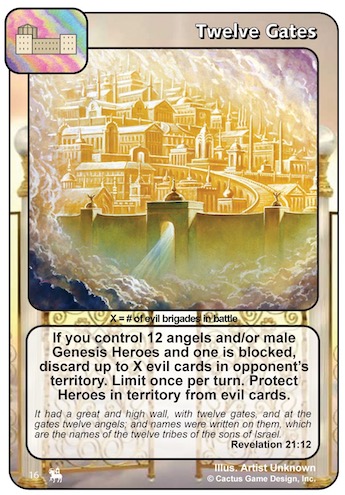 Twelve Gates
X = # of evil brigades in battle
If you control 12 angels and/or male
Genesis Heroes and one is blocked,
discard up to X evil cards in opponent's
territory. Limit once per turn. Protect
Heroes in territory from evil cards.
It had a great and high wall, with twelve gates, and at the
gates twelve angels; and names were written on them, which
are the names of the twelve tribes of the sons of Israel.
Revelation 21:12
Illus. Artist Unknown
16
© Cactus Game Design, Inc.